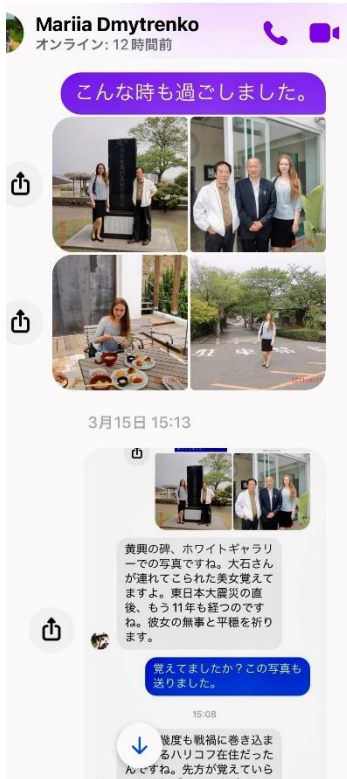 Mariia Dmytrenko
オンライン: 12時間前
こんな時も過ごしました。
3月15日 15:13
黄興の碑、ホワイトギャラリ
ーでの写真ですね。大石さん
が連れてこられた美女覚えて
ますよ。東日本大震災の直
後、もう11年も経つのです
ね。彼女の無事と平穏を祈り
ます。
覚えてましたか?この写真も
送りました。
15:08
幾度も戦禍に巻き込ま
るハリコフ在住だった
んですね。先方が覚えている